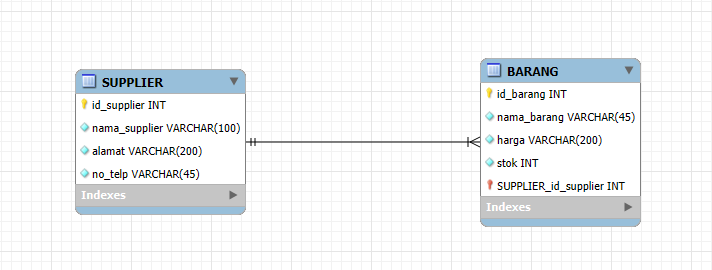 SUPPLIER
id_supplier INT
nama_supplier VARCHAR(100)
alamat VARCHAR(200)
no_telp VARCHAR(45)
Indexes
BARANG
id_barang INT
nama_barang VARCHAR(45)
harga VARCHAR(200)
stok INT
SUPPLIER_id_supplier INT
Indexes